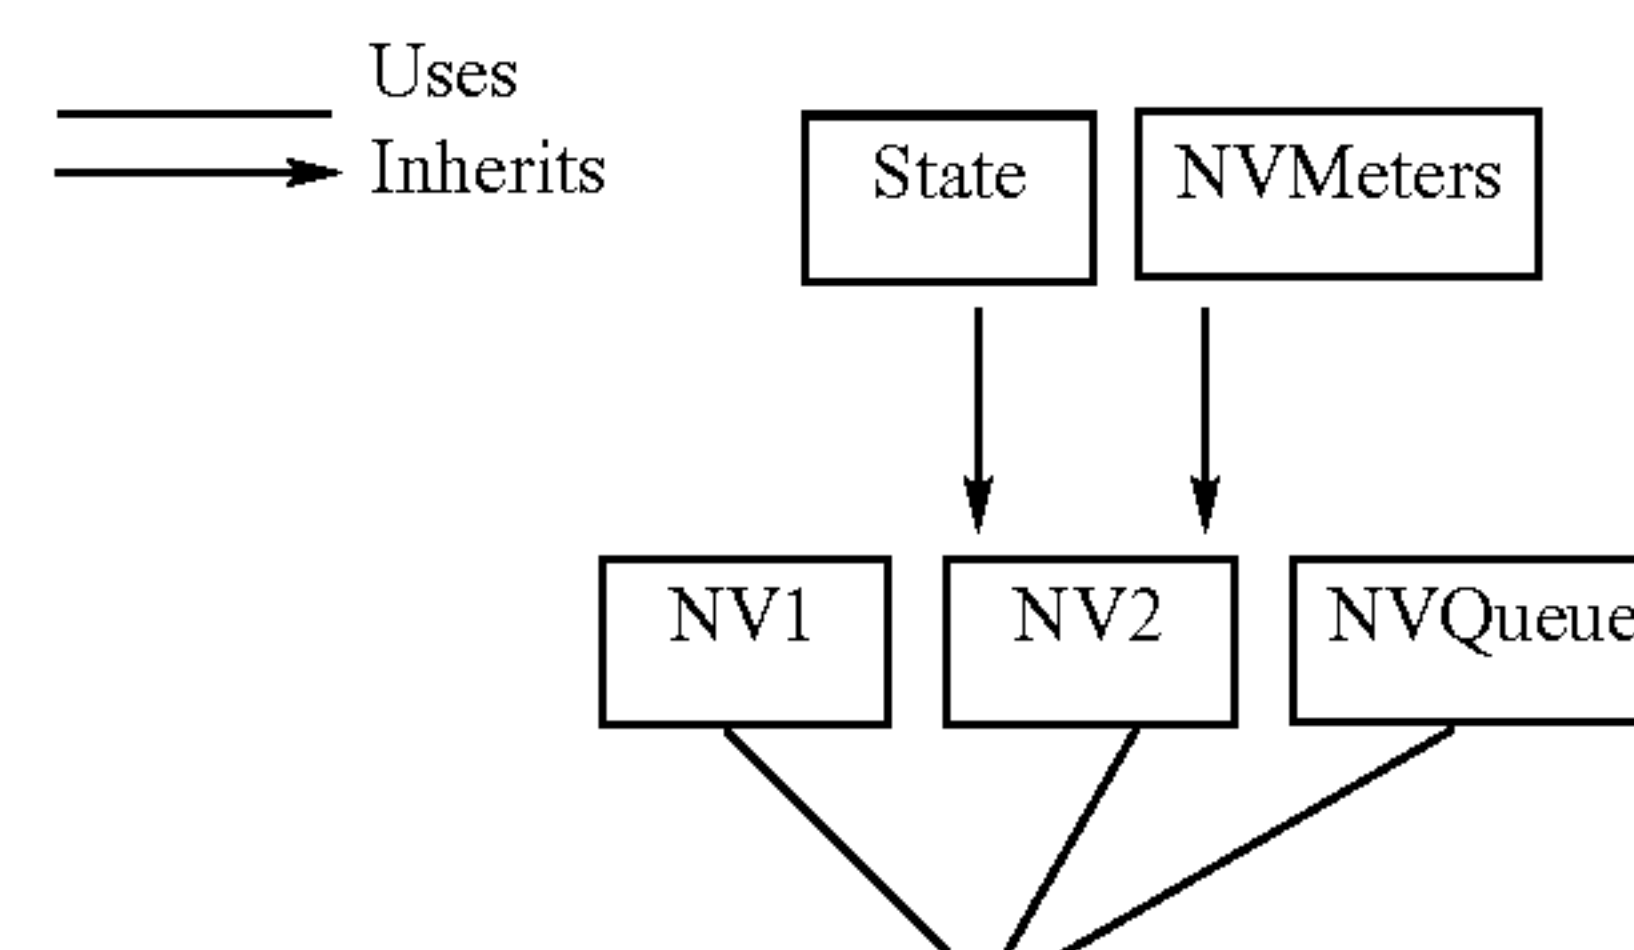 Uses
Inherits
State
NVMeters
NV1
NV2
NVQueue